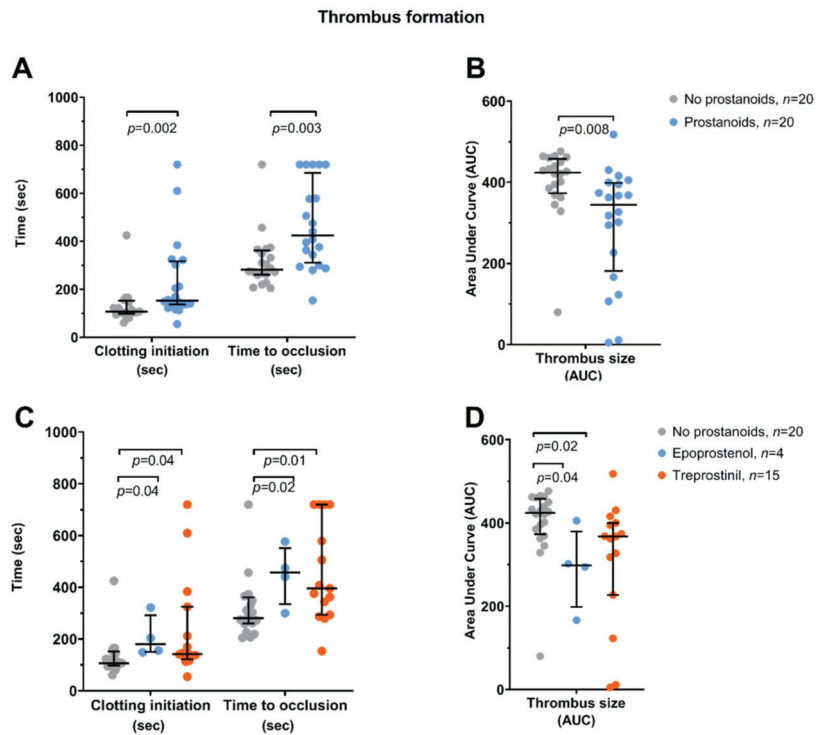 Thrombus formation
A
1000
800
600
400
200
0
Time (sec)
p=0.002
p=0.003
Clotting initiation
(sec)
Time to occlusion
(sec)
B
600
400
200
0
Area Under Curve (AUC)
p=0.008
Thrombus size
(AUC)
No prostanoids, n=20
Prostanoids, n=20
C
1000
800
600
400
200
0
Time (sec)
p=0.04
p=0.04
p=0.01
p=0.02
Clotting initiation
(sec)
Time to occlusion
(sec)
D
600
400
200
0
Area Under Curve (AUC)
p=0.02
p=0.04
Thrombus size
(AUC)
No prostanoids, n=20
Epoprostenol, n=4
Treprostinil, n=15